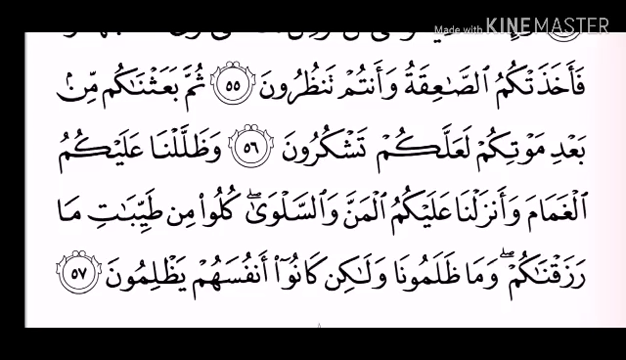 Made with KINEMASTER
فَأَخَذَتْكُمُ ٱلصَّـٰعِقَةُ وَأَنتُمْ تَنظُرُونَ ٥٥ ثُمَّ بَعَثْنَـٰكُم مِّنۢ
بَعْدِ مَوْتِكُمْ لَعَلَّكُمْ تَشْكُرُونَ ٥٦ وَظَلَّلْنَا عَلَيْكُمُ
ٱلْغَمَامَ وَأَنزَلْنَا عَلَيْكُمُ ٱلْمَنَّ وَٱلسَّلْوَىٰ ۖ كُلُوا۟ مِن طَيِّبَـٰتِ مَا
رَزَقْنَـٰكُمْ ۖ وَمَا ظَلَمُونَا وَلَـٰكِن كَانُوٓا۟ أَنفُسَهُمْ يَظْلِمُونَ ٥٧